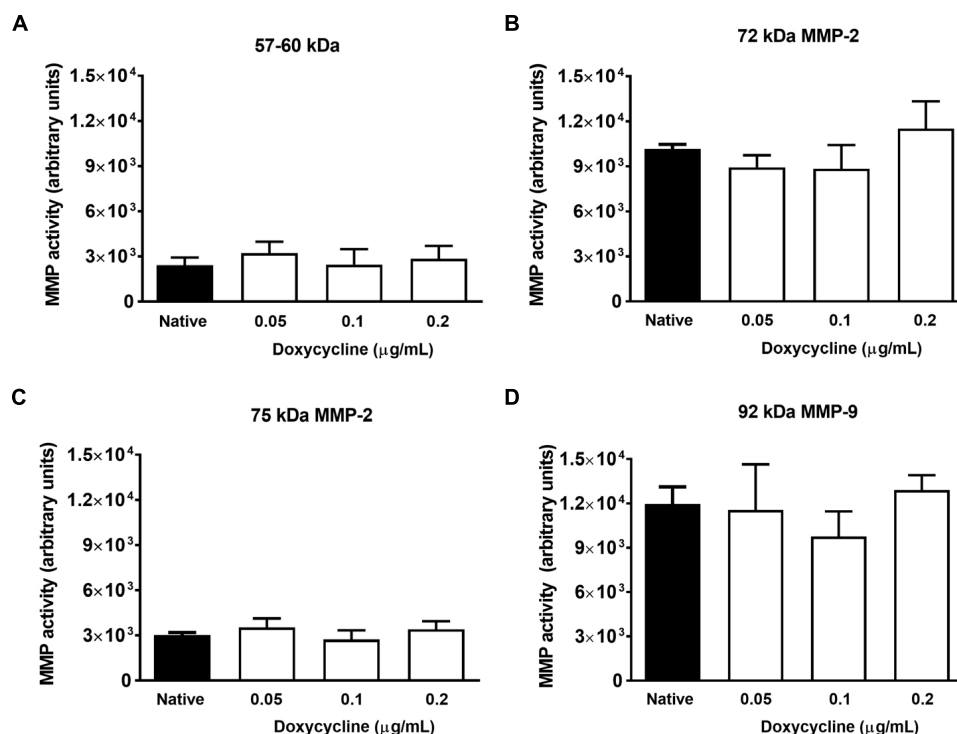 A
57-60 kDa
MMP activity (arbitrary units)
1.5×10⁴
1.2×10⁴
9×10³
6×10³
3×10³
0
Native 0.05 0.1 0.2
Doxycycline (μg/mL)
B
72 kDa MMP-2
MMP activity (arbitrary units)
1.5×10⁴
1.2×10⁴
9×10³
6×10³
3×10³
0
Native 0.05 0.1 0.2
Doxycycline (μg/mL)
C
75 kDa MMP-2
MMP activity (arbitrary units)
1.5×10⁴
1.2×10⁴
9×10³
6×10³
3×10³
0
Native 0.05 0.1 0.2
Doxycycline (μg/mL)
D
92 kDa MMP-9
MMP activity (arbitrary units)
1.5×10⁴
1.2×10⁴
9×10³
6×10³
3×10³
0
Native 0.05 0.1 0.2
Doxycycline (μg/mL)